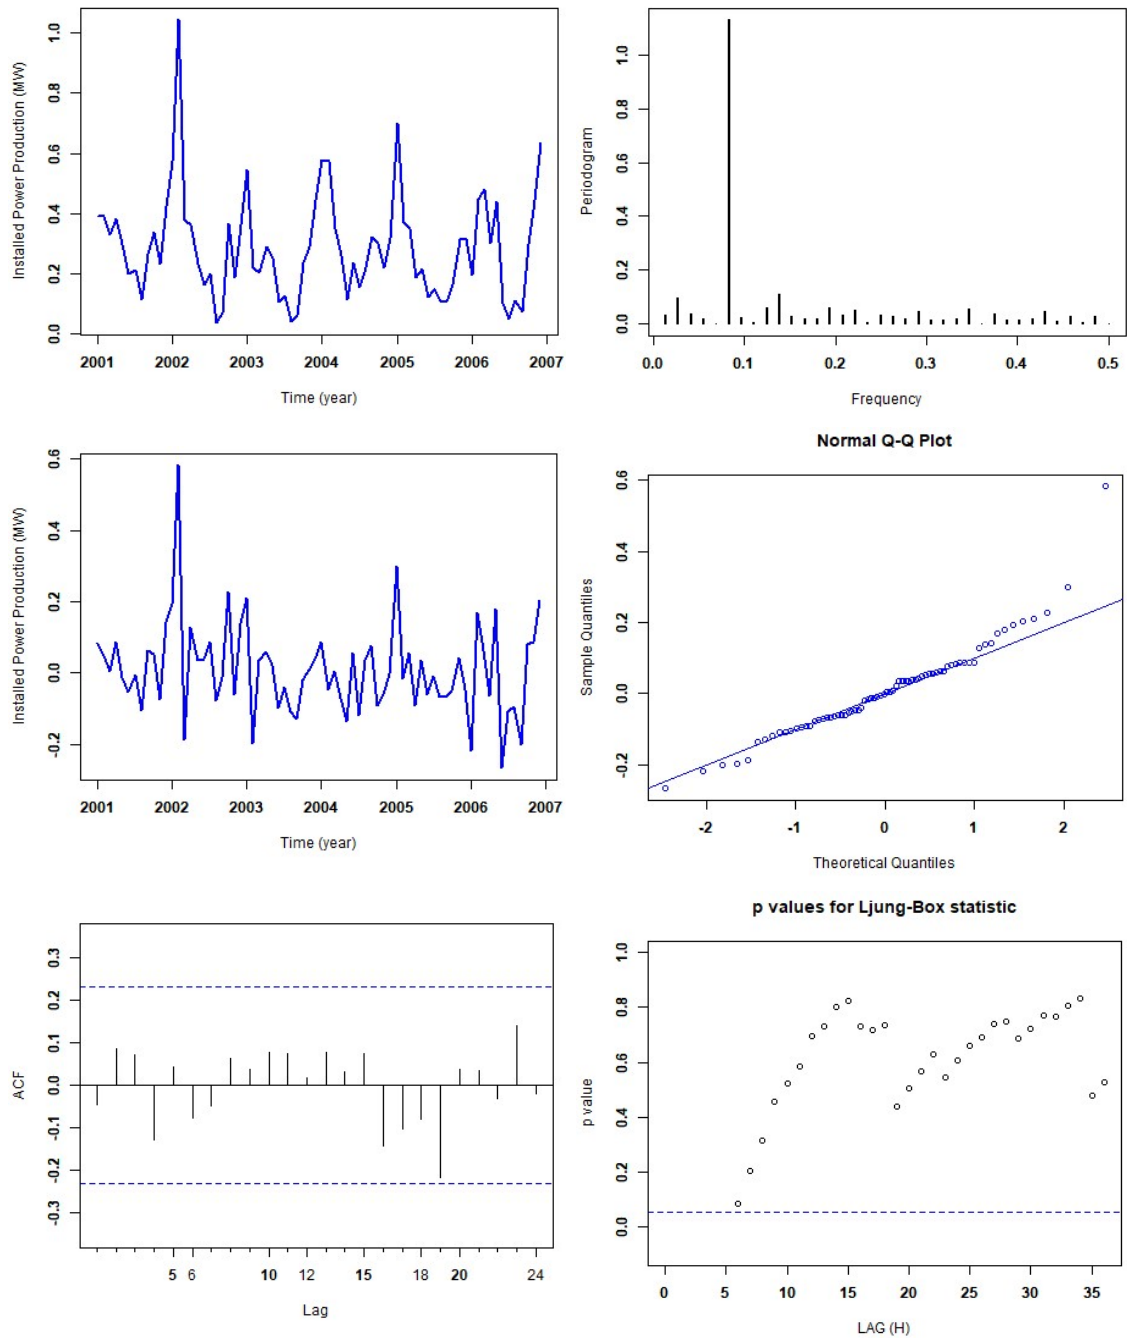 Installed Power Production (MW)
0.0 0.2 0.4 0.6 0.8 1.0
2001 2002 2003 2004 2005 2006 2007
Time (year)
Periodogram
0.0 0.2 0.4 0.6 0.8 1.0
0.0 0.1 0.2 0.3 0.4 0.5
Frequency
Installed Power Production (MW)
-0.2 0.0 0.2 0.4 0.6
2001 2002 2003 2004 2005 2006 2007
Time (year)
Normal Q-Q Plot
Sample Quantiles
-0.2 0.0 0.2 0.4 0.6
-2 -1 0 1 2
Theoretical Quantiles
ACF
-0.3 -0.2 -0.1 0.0 0.1 0.2 0.3
5 6 10 12 15 18 20 24
Lag
p values for Ljung-Box statistic
p value
0.0 0.2 0.4 0.6 0.8 1.0
0 5 10 15 20 25 30 35
LAG (H)